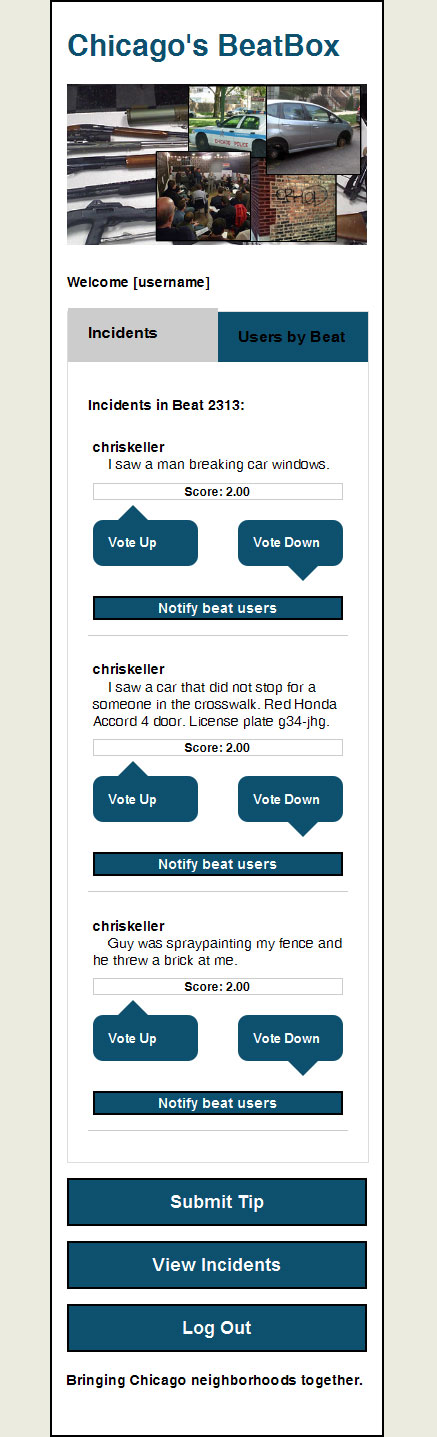 Chicago's BeatBox
CHICAGO POLICE
Welcome [username]
Incidents
Users by Beat
Incidents in Beat 2313:
chriskeller
I saw a man breaking car windows.
Score: 2.00
Vote Up
Vote Down
Notify beat users
chriskeller
I saw a car that did not stop for a
someone in the crosswalk. Red Honda
Accord 4 door. License plate g34-jhg.
Score: 2.00
Vote Up
Vote Down
Notify beat users
chriskeller
Guy was spraypainting my fence and
he threw a brick at me.
Score: 2.00
Vote Up
Vote Down
Notify beat users
Submit Tip
View Incidents
Log Out
Bringing Chicago neighborhoods together.